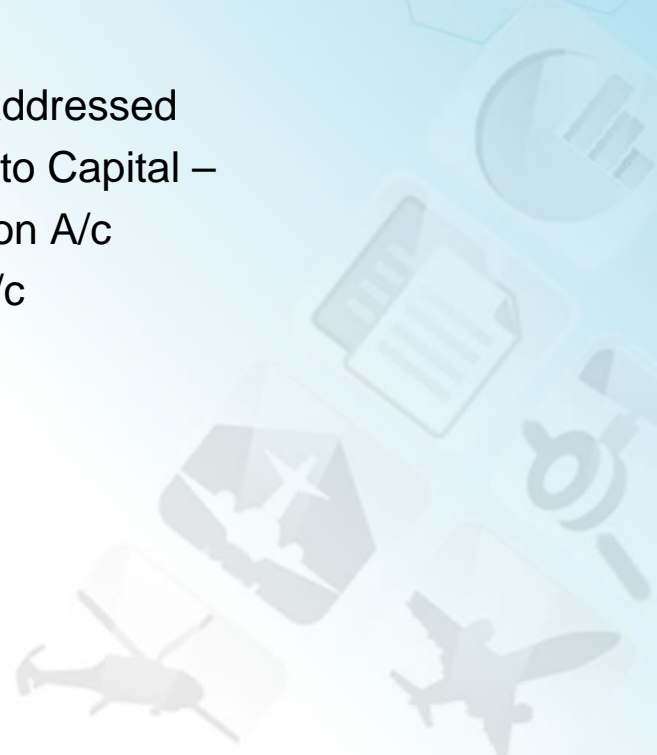 ddressed
to Capital –
on A/c
/c